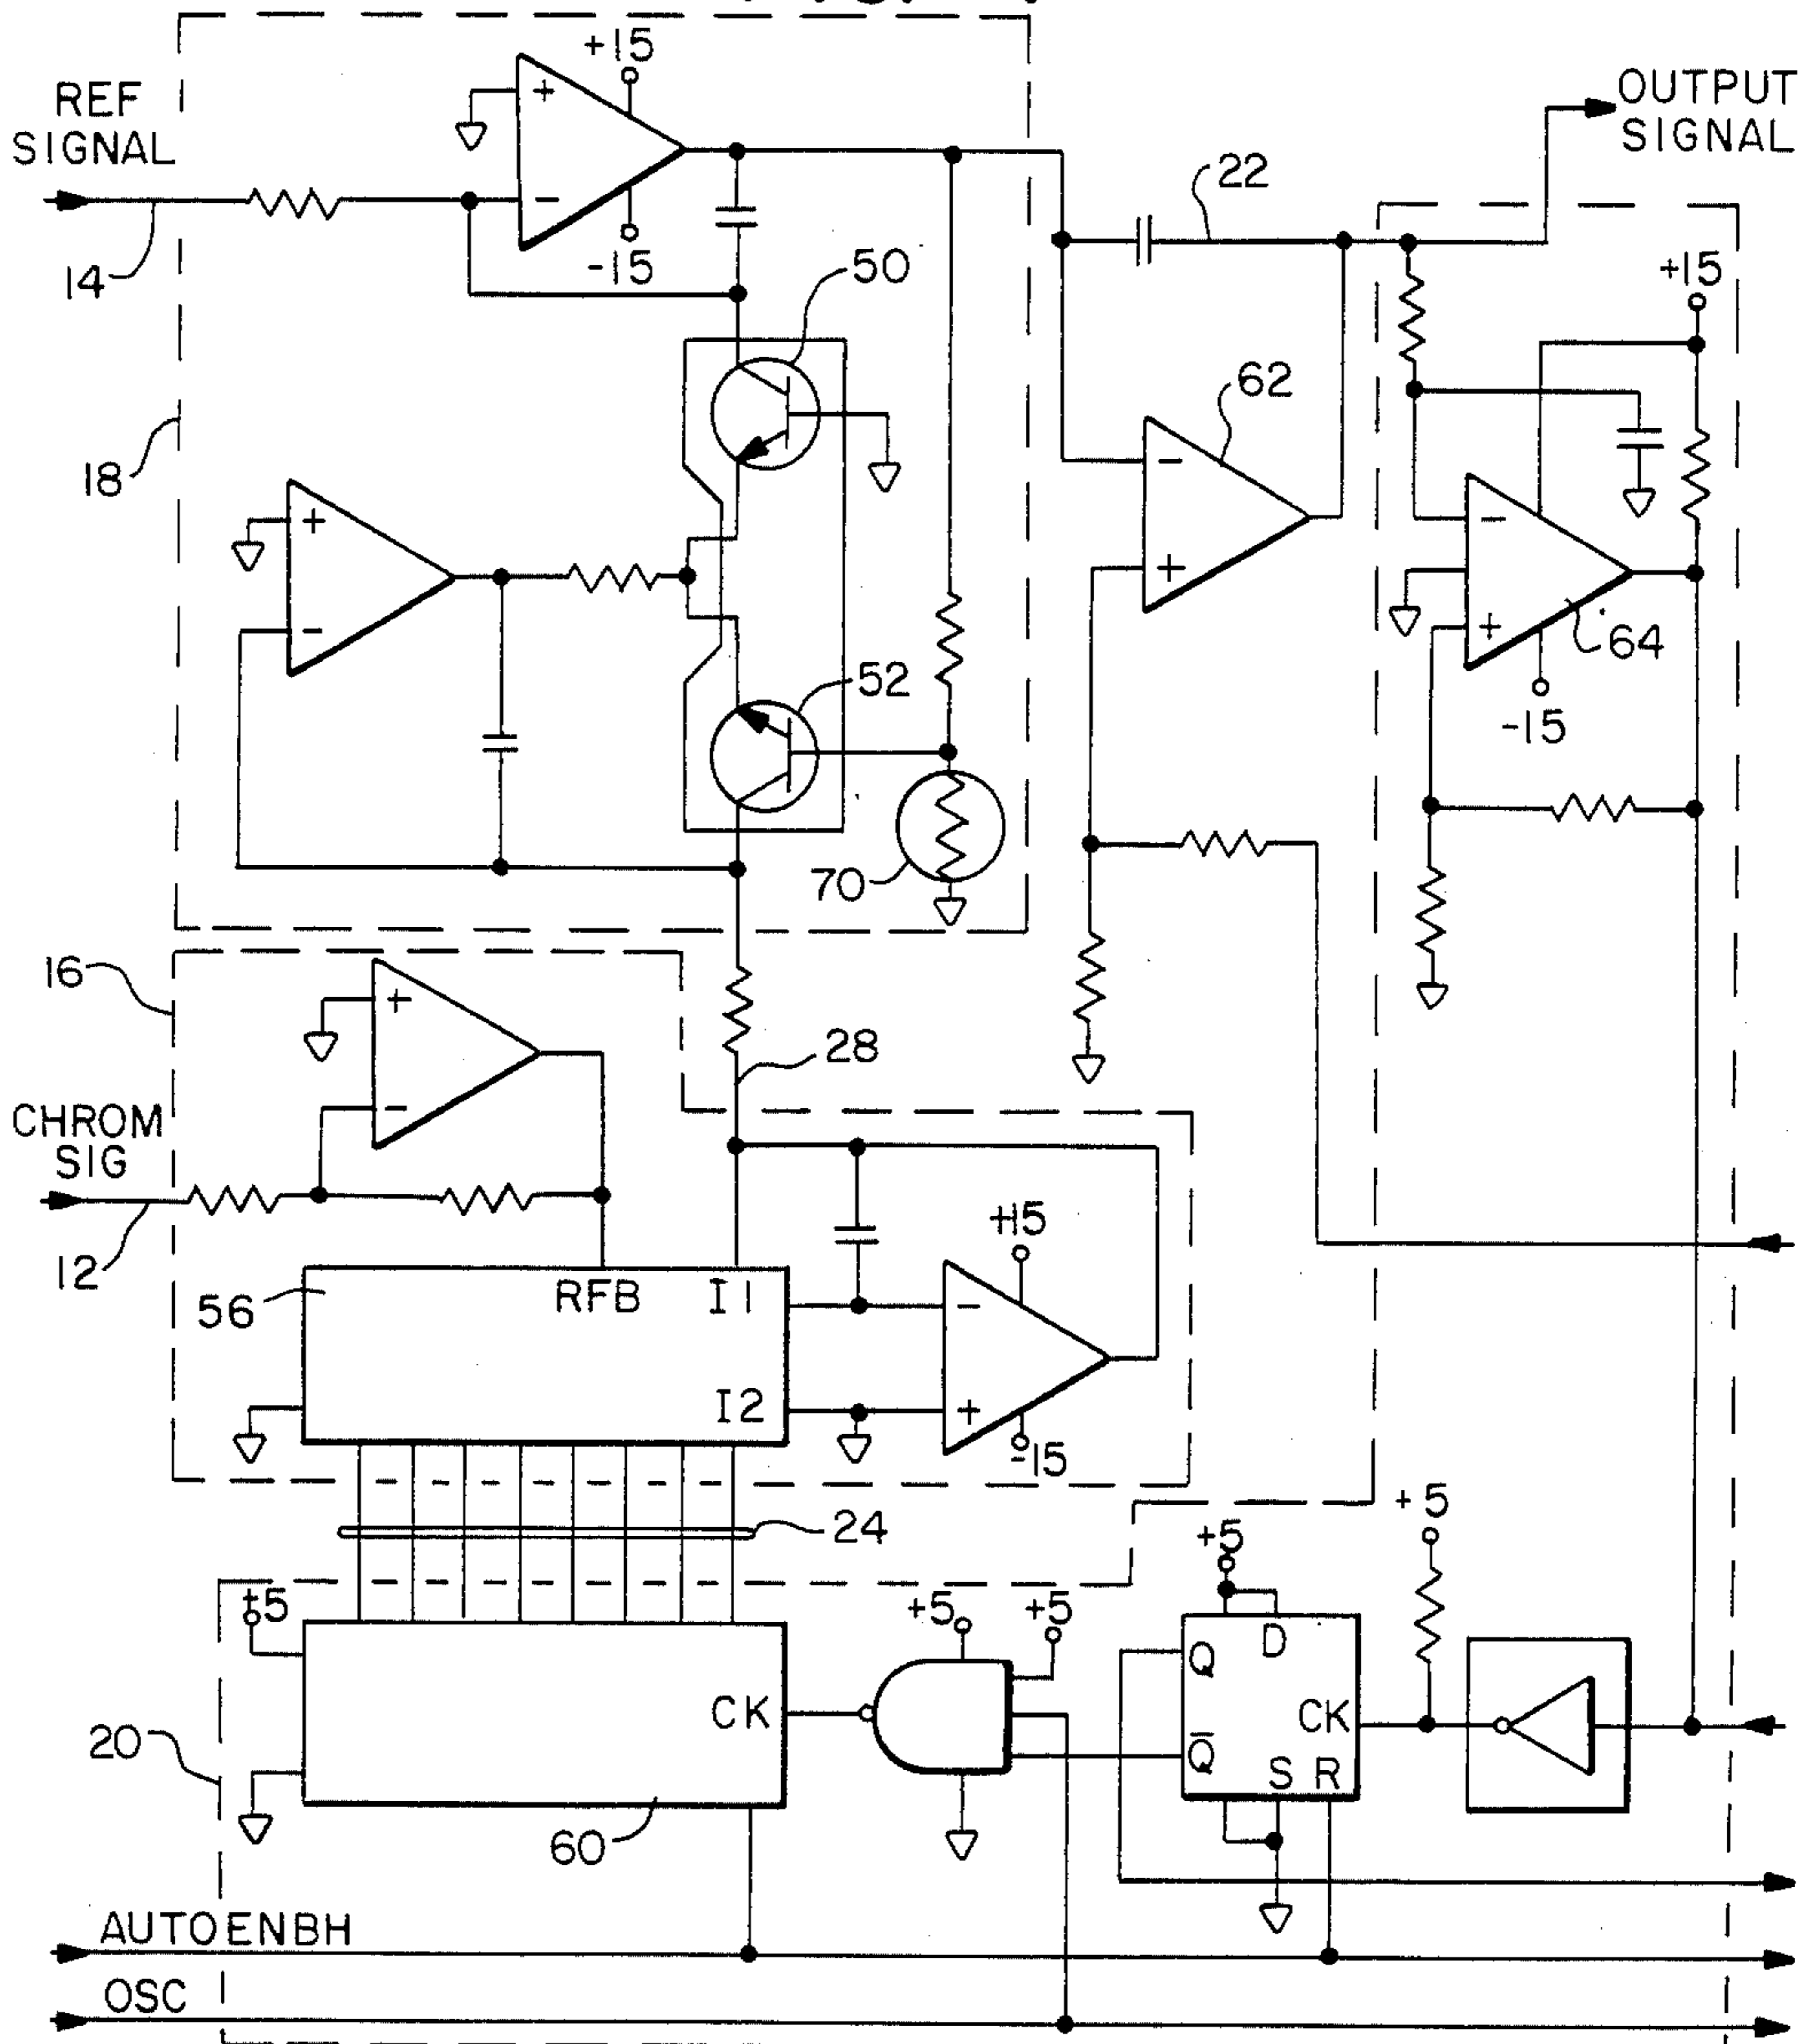 +15
REF
SIGNAL
+
-
-15
14
OUTPUT
SIGNAL
22
+15
50
18
62
-
+
+
-
-
+
64
-15
52
70
16
+
-
28
CHROM
SIG
12
+15
56
RFB
I1
-
I2
+
-15
24
+5
+5
+5
+5
+5
D
Q
CK
CK
Q̅
S R
20
60
AUTOENBH
OSC